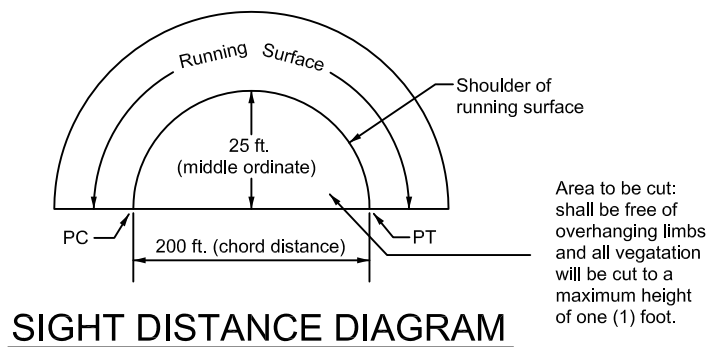 Running Surface
Shoulder of
running surface
25 ft.
(middle ordinate)
Area to be cut:
shall be free of
overhanging limbs
and all vegatation
will be cut to a
maximum height
of one (1) foot.
PC
PT
200 ft. (chord distance)
SIGHT DISTANCE DIAGRAM